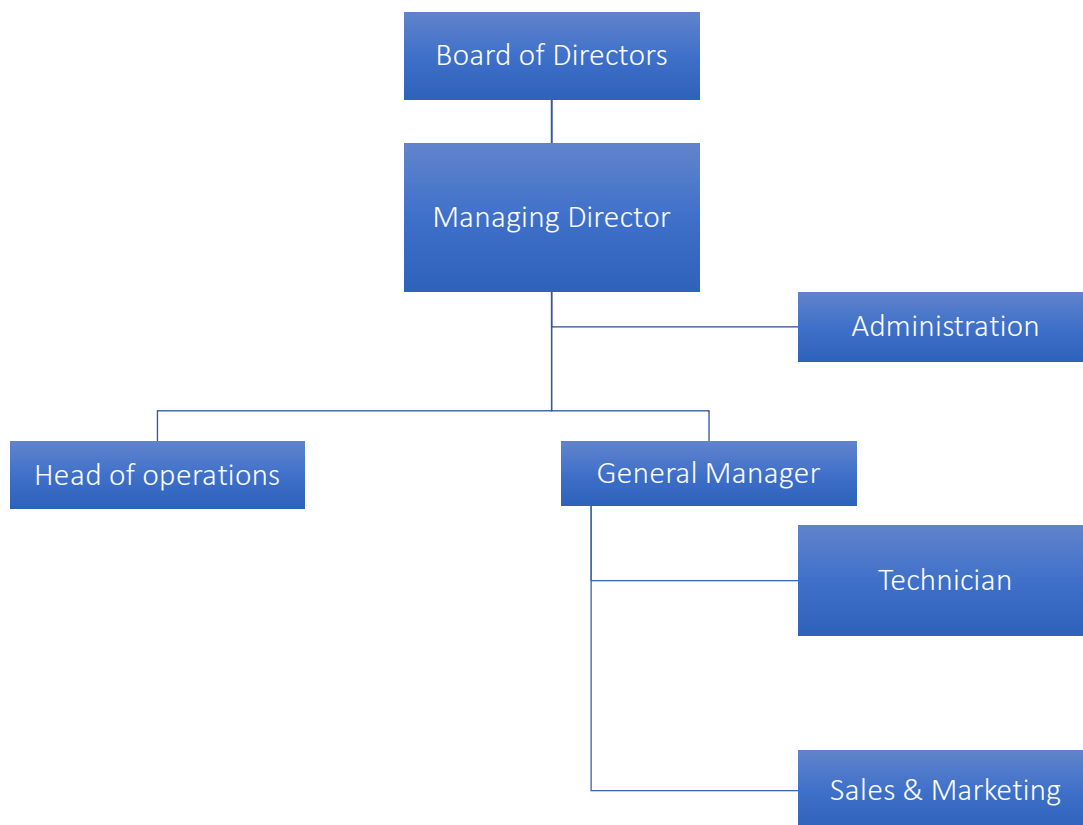 Board of Directors
Managing Director
Administration
Head of operations
General Manager
Technician
Sales & Marketing